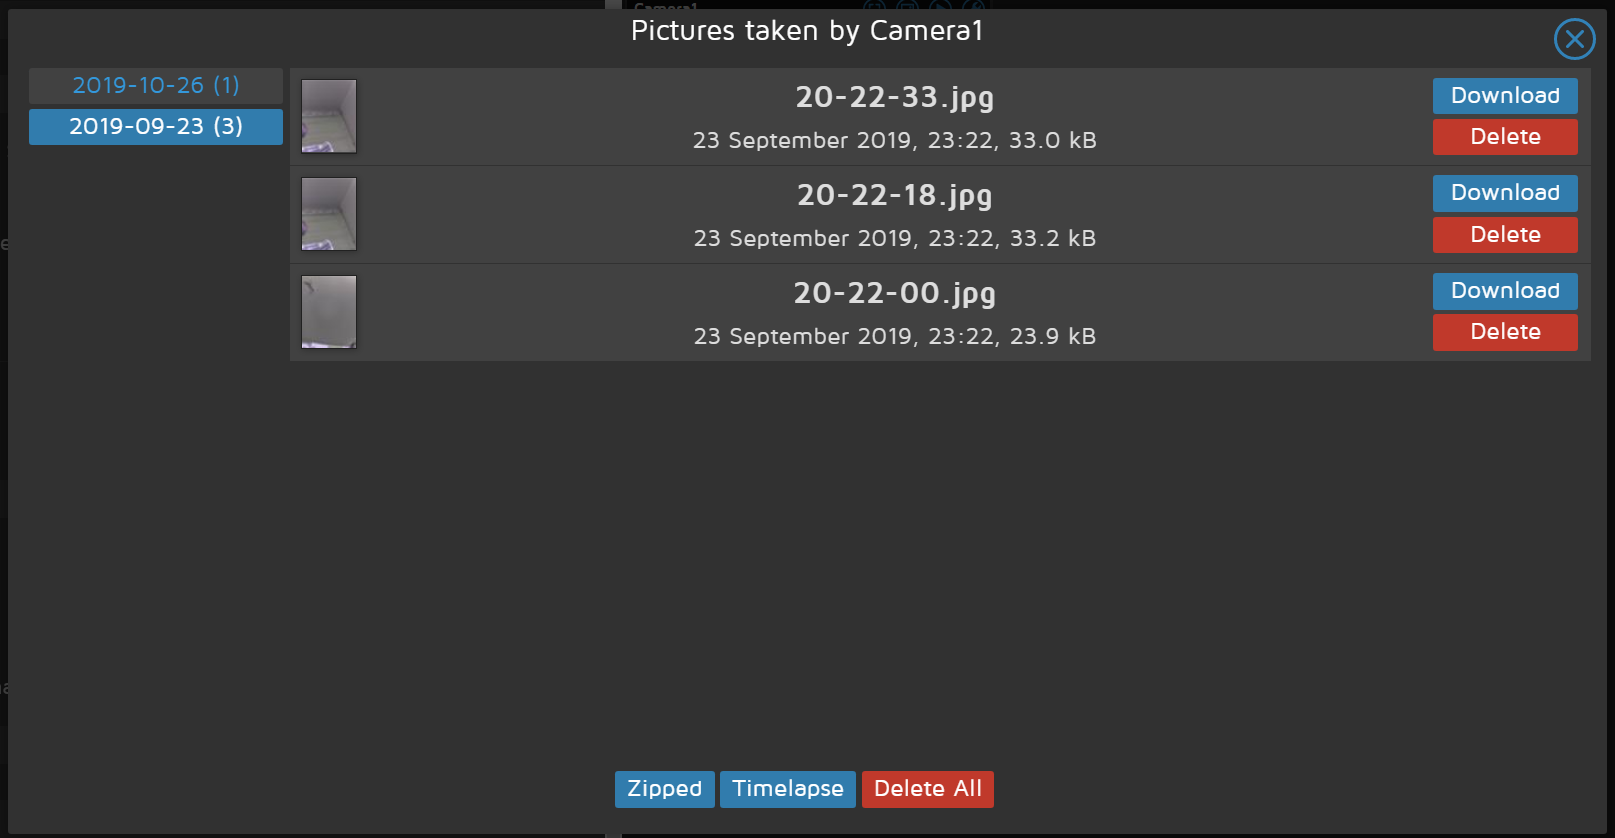 Pictures taken by Camera1
2019-10-26 (1)
2019-09-23 (3)
20-22-33.jpg
23 September 2019, 23:22, 33.0 kB
Download
Delete
20-22-18.jpg
23 September 2019, 23:22, 33.2 kB
Download
Delete
20-22-00.jpg
23 September 2019, 23:22, 23.9 kB
Download
Delete
Zipped
Timelapse
Delete All